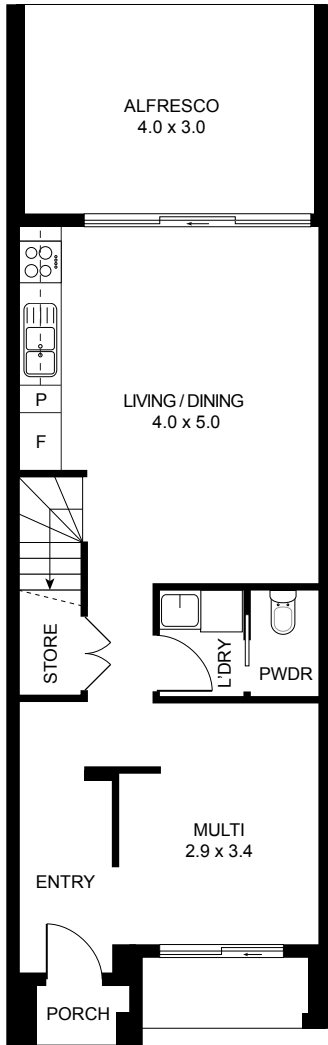 ALFRESCO
4.0 x 3.0
LIVING / DINING
4.0 x 5.0
P
F
STORE
L'DRY
PWDR
MULTI
2.9 x 3.4
ENTRY
PORCH